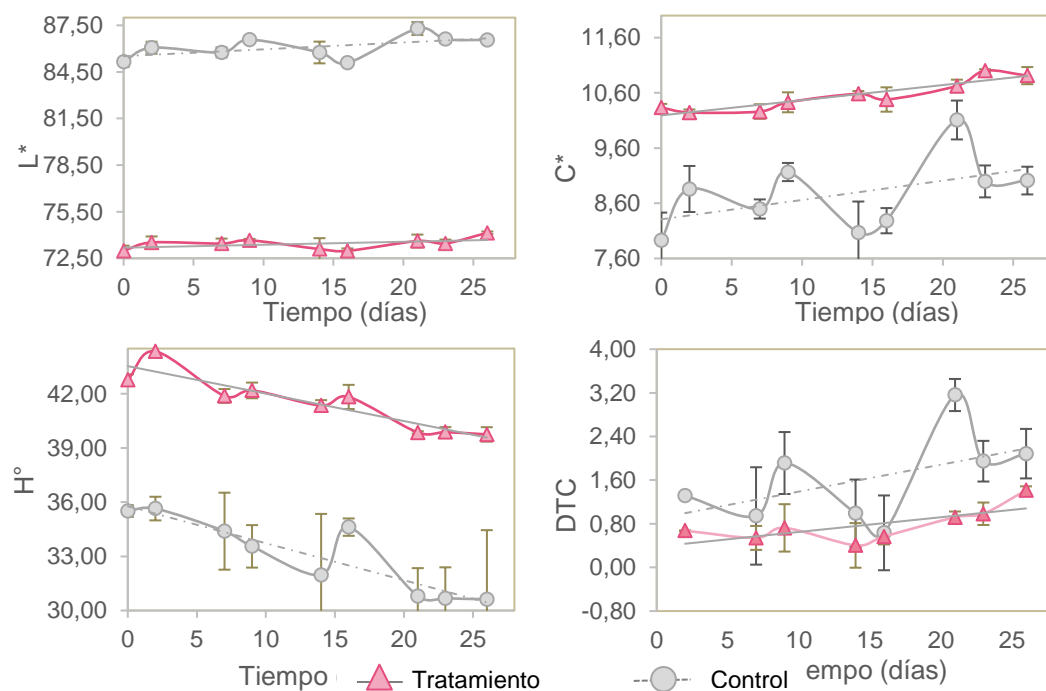 87,50
84,50
81,50
78,50
75,50
72,50
L*
0 5 10 15 20 25
Tiempo (días)
11,60
10,60
9,60
8,60
7,60
C*
0 5 10 15 20 25
Tiempo (días)
42,00
39,00
36,00
33,00
30,00
H°
0 5 10 15 20 25
Tiempo (
4,00
3,20
2,40
1,60
0,80
0,00
-0,80
DTC
0 5 10 15 20 25
empo (días)
Tratamiento
Control